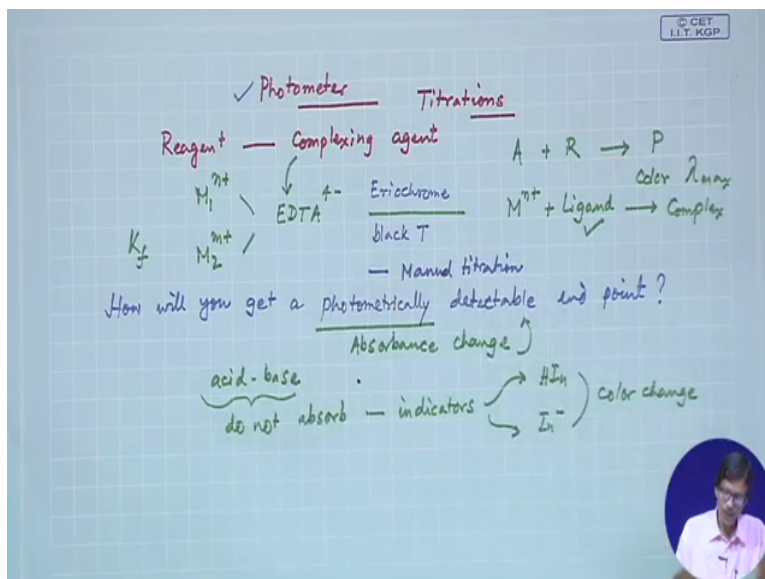 © CET
I.I.T. KGP
✓ Photometer Titrations
Reagent — Complexing agent
A + R → P
color λmax
M₁ⁿ⁺
EDTA⁴⁻
Eriochrome
black T
Mⁿ⁺ + Ligand → Complex
✓
K_f
M₂ᵐ⁺
— Manual titration
How will you get a photometrically detectable end point?
Absorbance change
acid-base
do not absorb — indicators
HIn
In⁻
color change